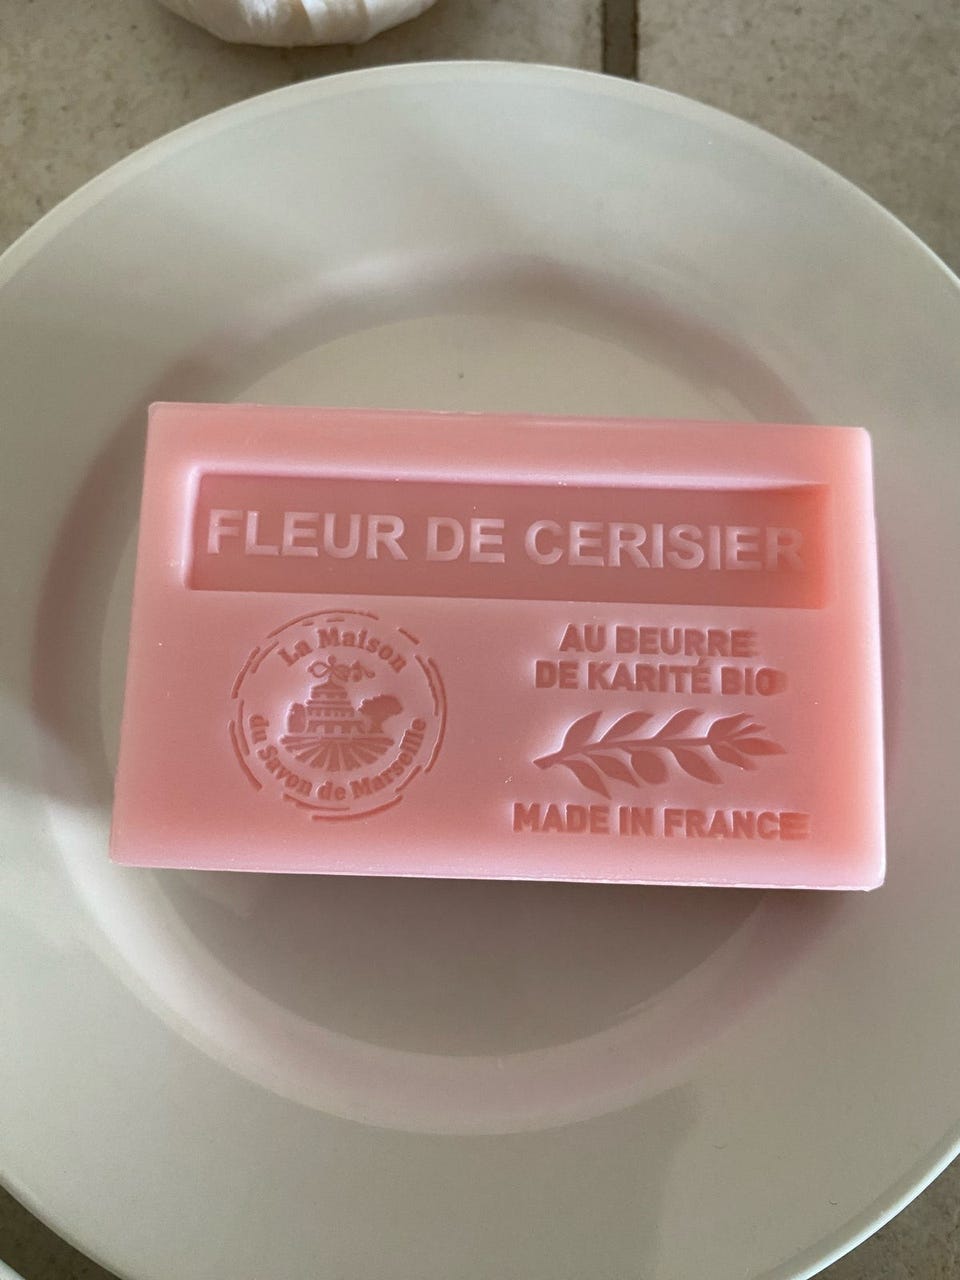 FLEUR DE CERISIER
La Maison
du Savon de Marseille
AU BEURRE
DE KARITÉ BIO
MADE IN FRANCE